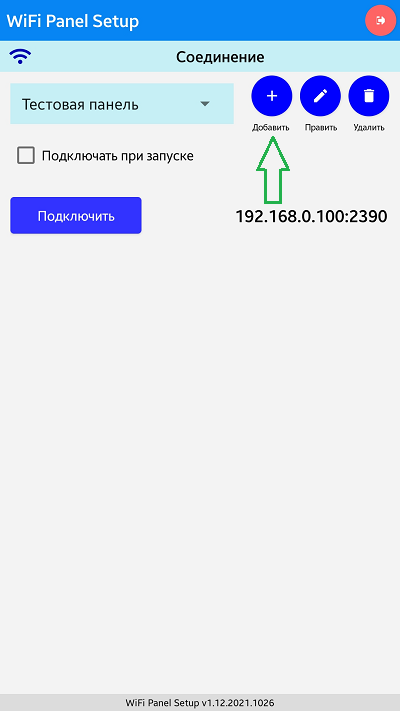 WiFi Panel Setup
Соединение
Тестовая панель
Добавить Править Удалить
Подключать при запуске
Подключить 192.168.0.100:2390
WiFi Panel Setup v1.12.2021.1026